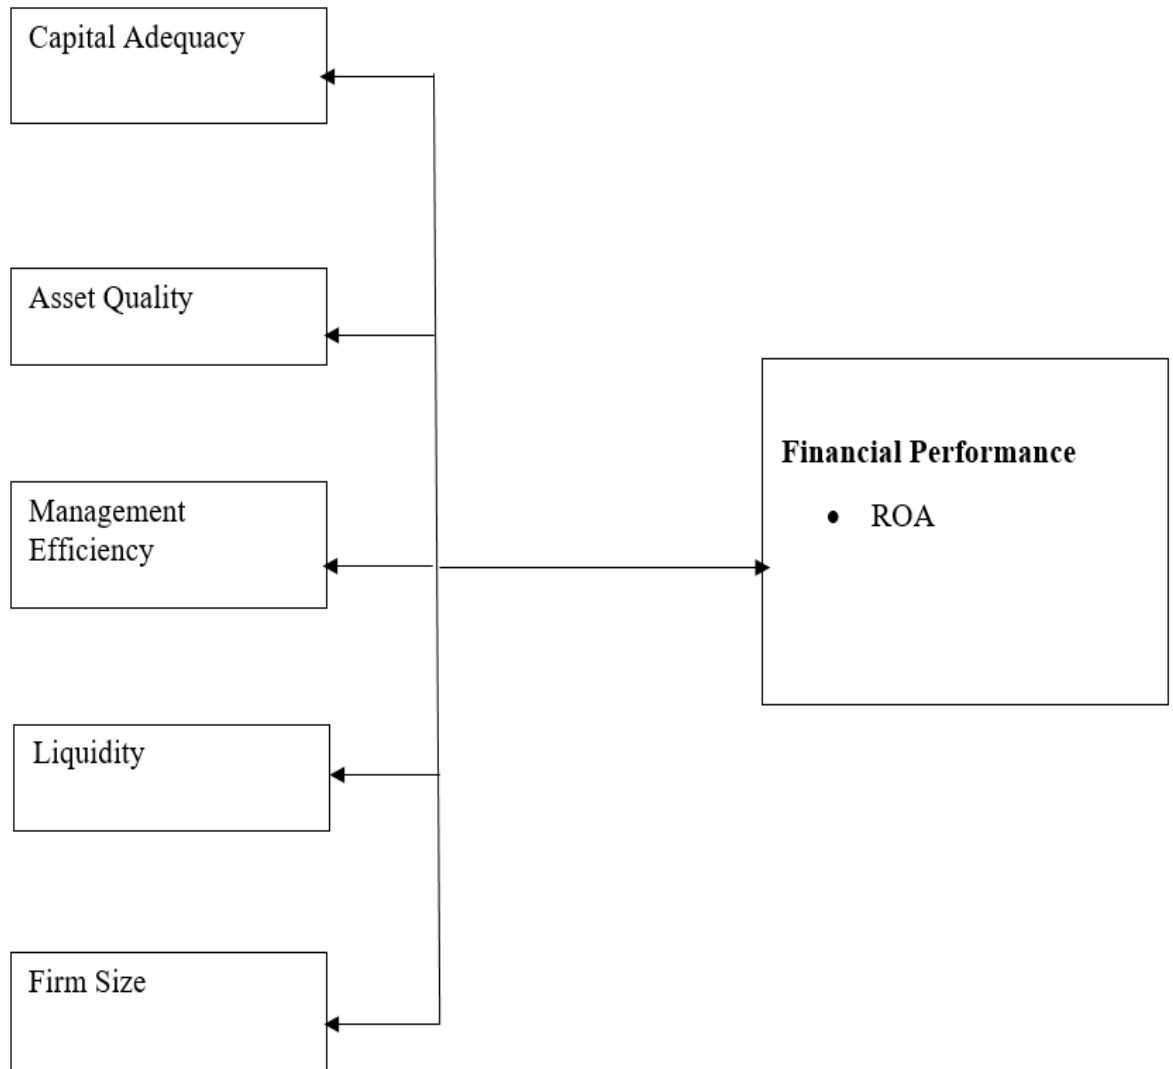 Capital Adequacy
Asset Quality
Management
Efficiency
Liquidity
Firm Size
Financial Performance
• ROA